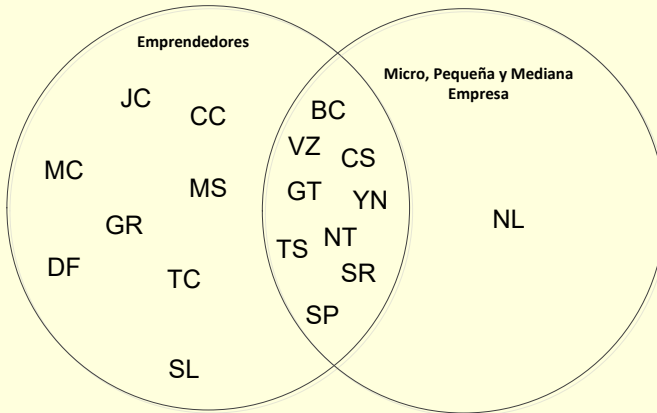 Emprendedores
Micro, Pequeña y Mediana
Empresa
JC
CC
MC
MS
GR
DF
TC
SL
BC
VZ
CS
GT
YN
NT
TS
SR
SP
NL